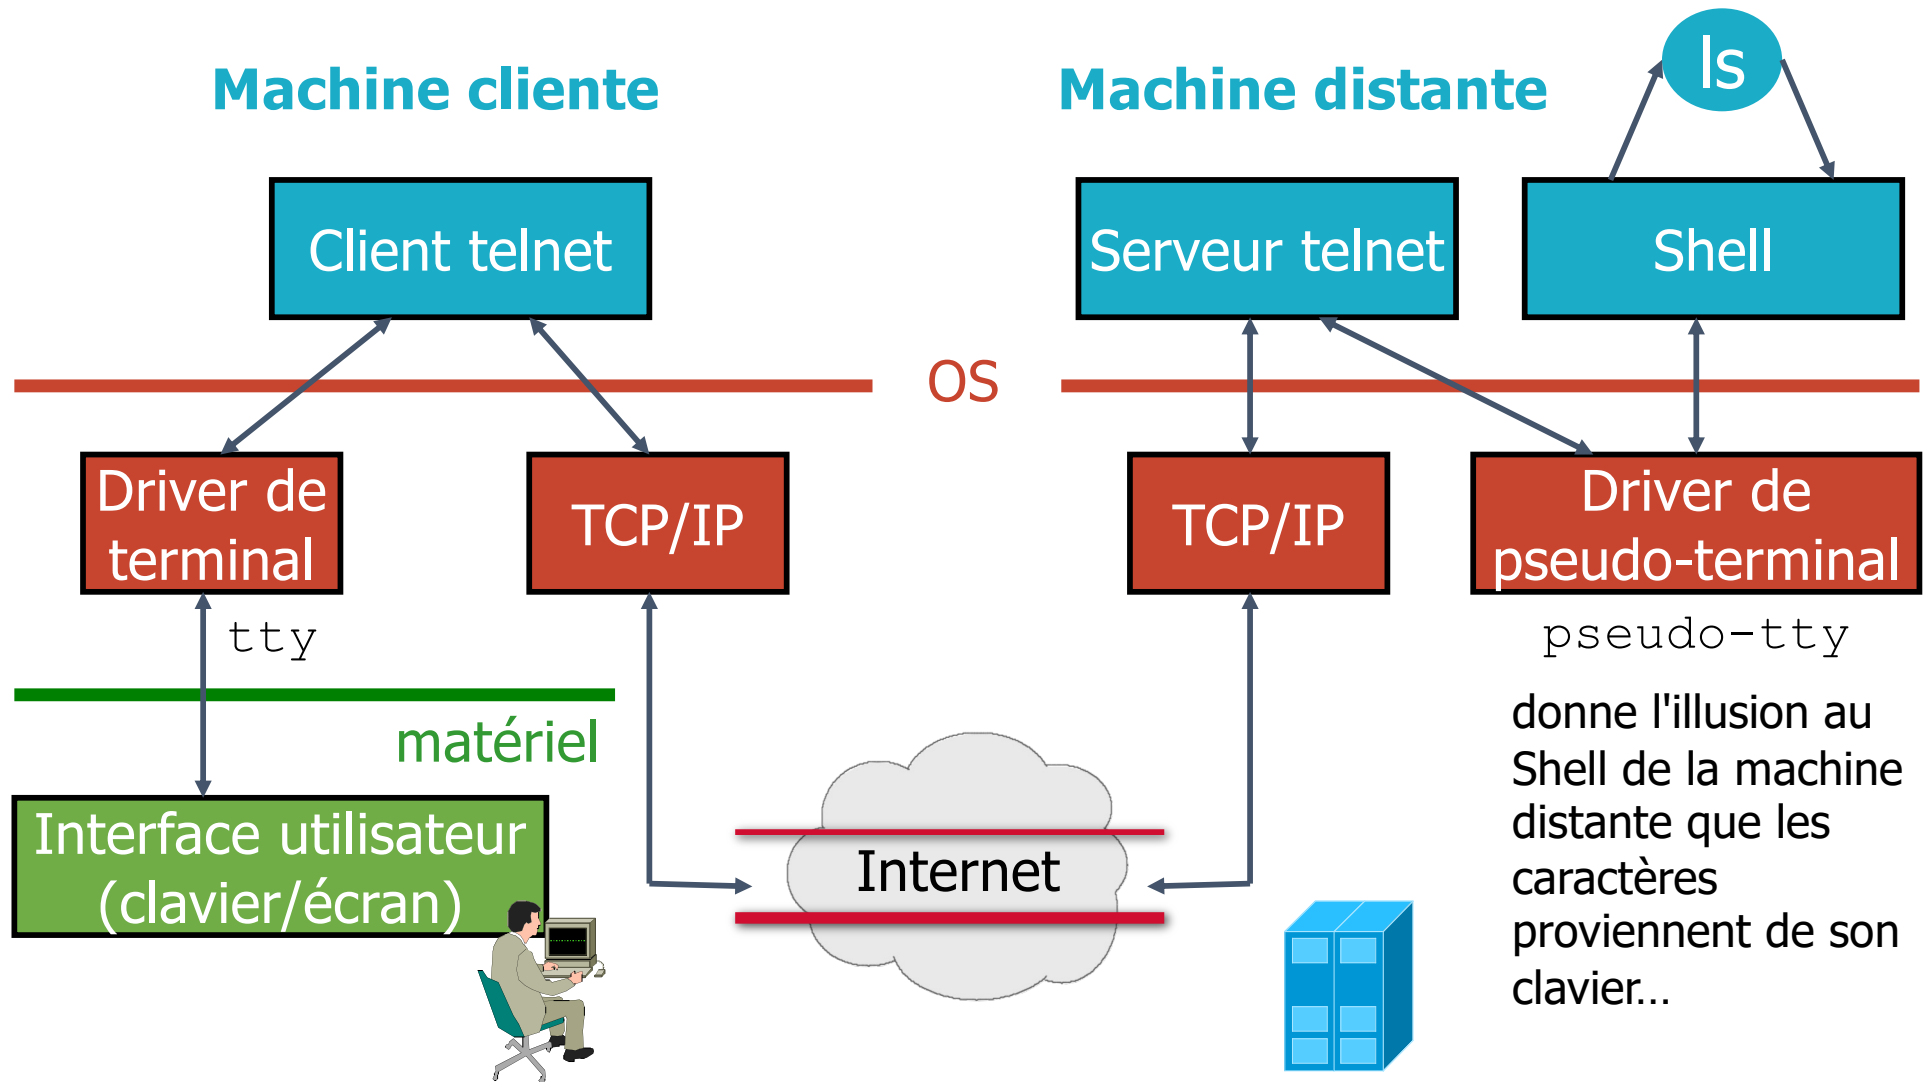 Machine cliente
Machine distante
ls
Client telnet
Serveur telnet
Shell
OS
Driver de
terminal
TCP/IP
TCP/IP
Driver de
pseudo-terminal
tty
pseudo-tty
matériel
donne l'illusion au
Shell de la machine
distante que les
caractères
proviennent de son
clavier…
Interface utilisateur
(clavier/écran)
Internet